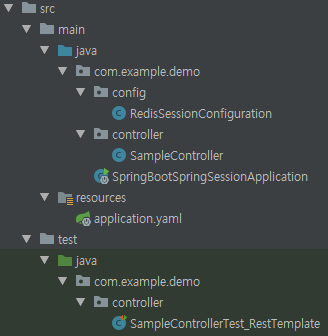 src
main
java
com.example.demo
config
RedisSessionConfiguration
controller
SampleController
SpringBootSpringSessionApplication
resources
application.yaml
test
java
com.example.demo
controller
SampleControllerTest_RestTemplate